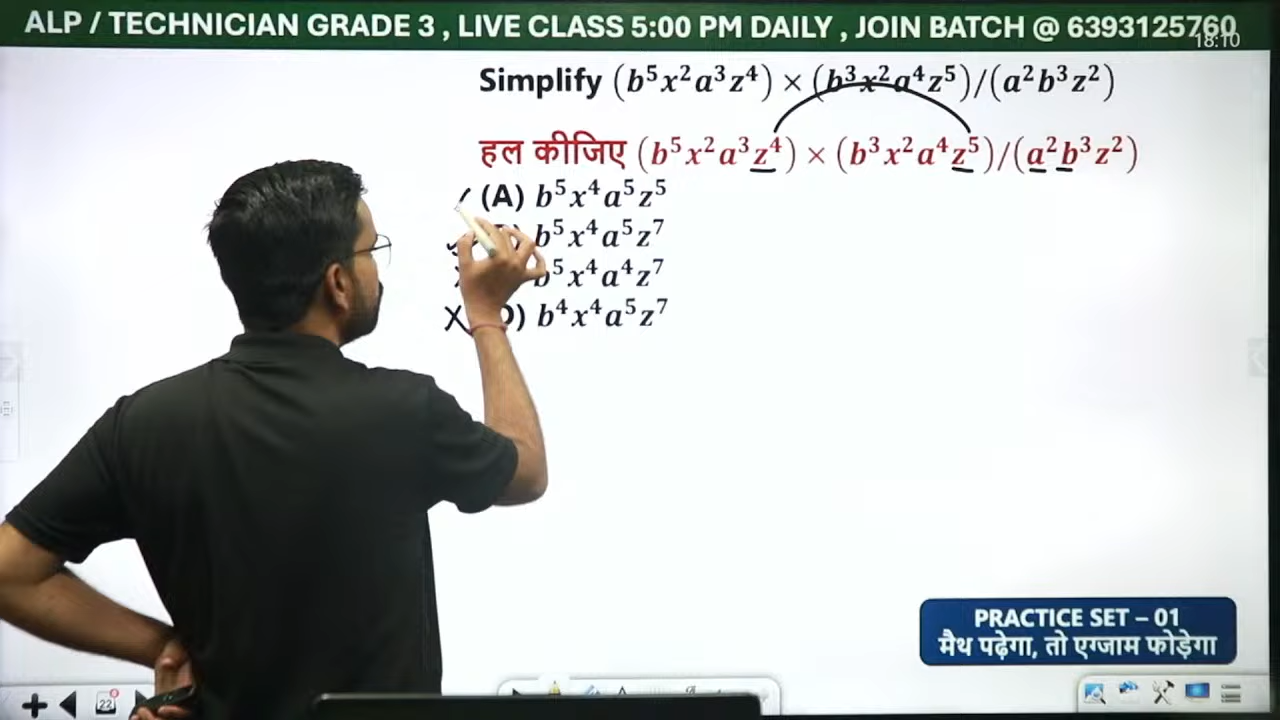 ALP / TECHNICIAN GRADE 3 , LIVE CLASS 5:00 PM DAILY , JOIN BATCH @ 6393125760
18:10
Simplify (b⁵x²a³z⁴) × (b³x²a⁴z⁵)/(a²b³z²)
हल कीजिए (b⁵x²a³z⁴) × (b³x²a⁴z⁵)/(a²b³z²)
(A) b⁵x⁴a⁵z⁵
b⁵x⁴a⁵z⁷
b⁵x⁴a⁴z⁷
D) b⁴x⁴a⁵z⁷
PRACTICE SET – 01
मैथ पढ़ेगा, तो एग्जाम फोड़ेगा
22